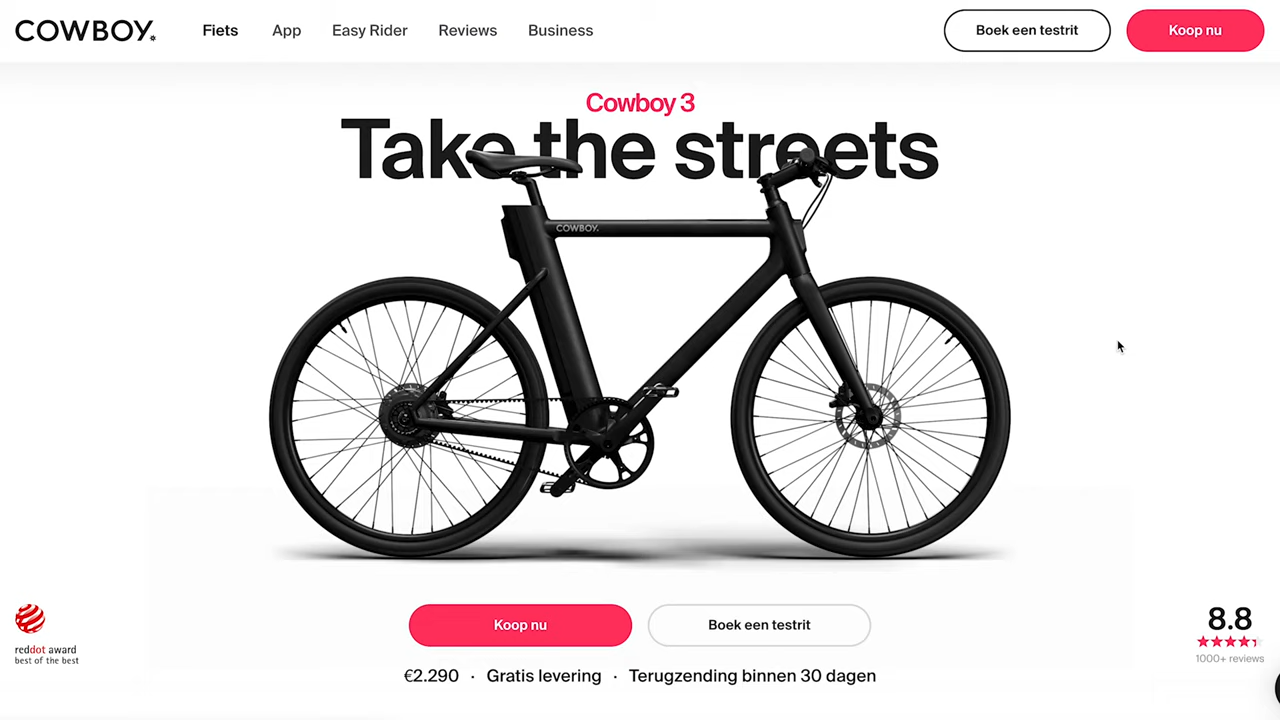 COWBOY.
Fiets
App
Easy Rider
Reviews
Business
Boek een testrit
Koop nu
Cowboy 3
Take the streets
COWBOY.
Koop nu
Boek een testrit
€2.290 · Gratis levering · Terugzending binnen 30 dagen
reddot award
best of the best
8.8
1000+ reviews